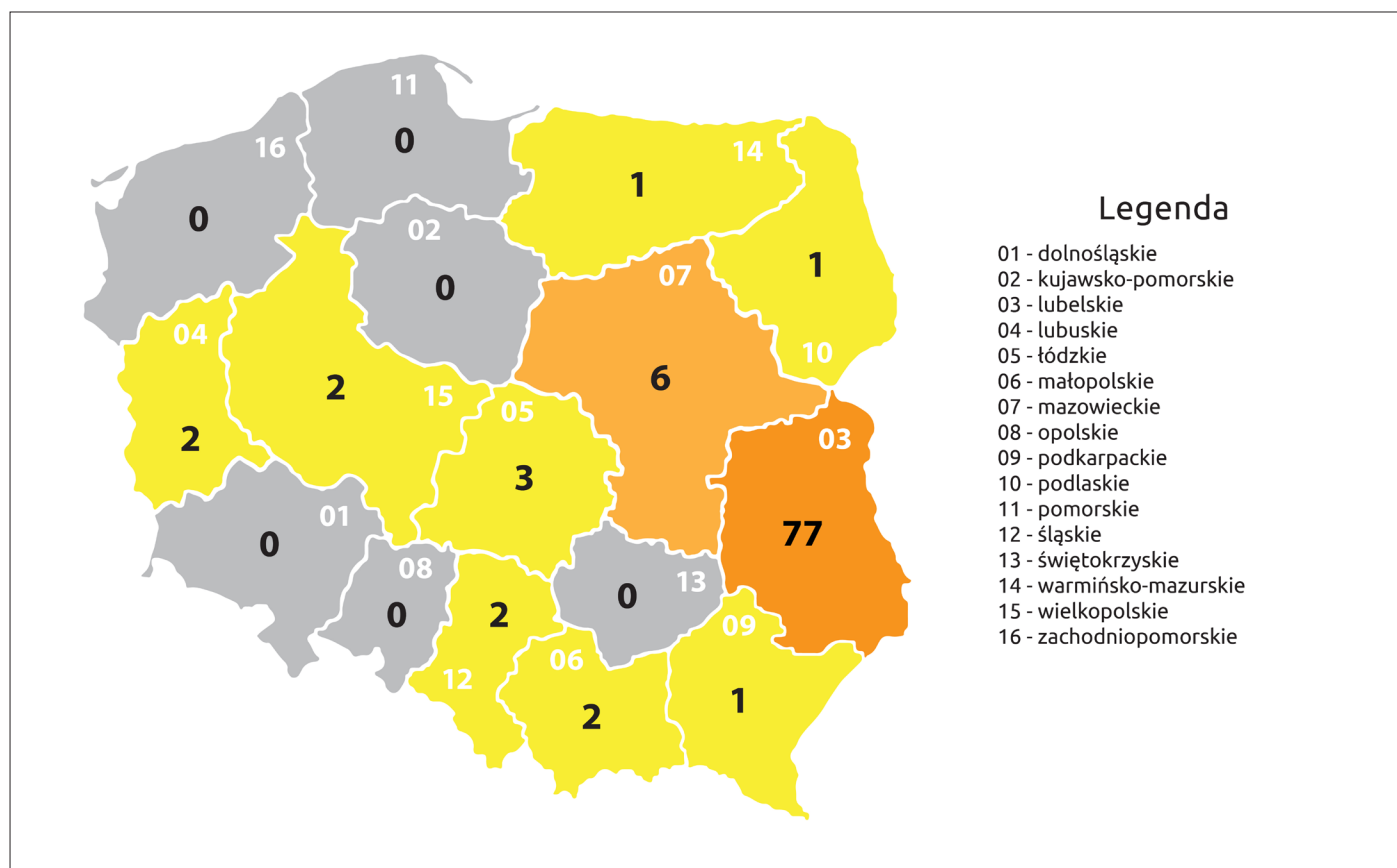 11
0
16
14
1
0
02
07
1
0
04
10
6
2
15
05
03
2
3
01
77
0
08
13
2
0
0
09
06
12
1
2
Legenda
01 - dolnośląskie
02 - kujawsko-pomorskie
03 - lubelskie
04 - lubuskie
05 - łódzkie
06 - małopolskie
07 - mazowieckie
08 - opolskie
09 - podkarpackie
10 - podlaskie
11 - pomorskie
12 - śląskie
13 - świętokrzyskie
14 - warmińsko-mazurskie
15 - wielkopolskie
16 - zachodniopomorskie